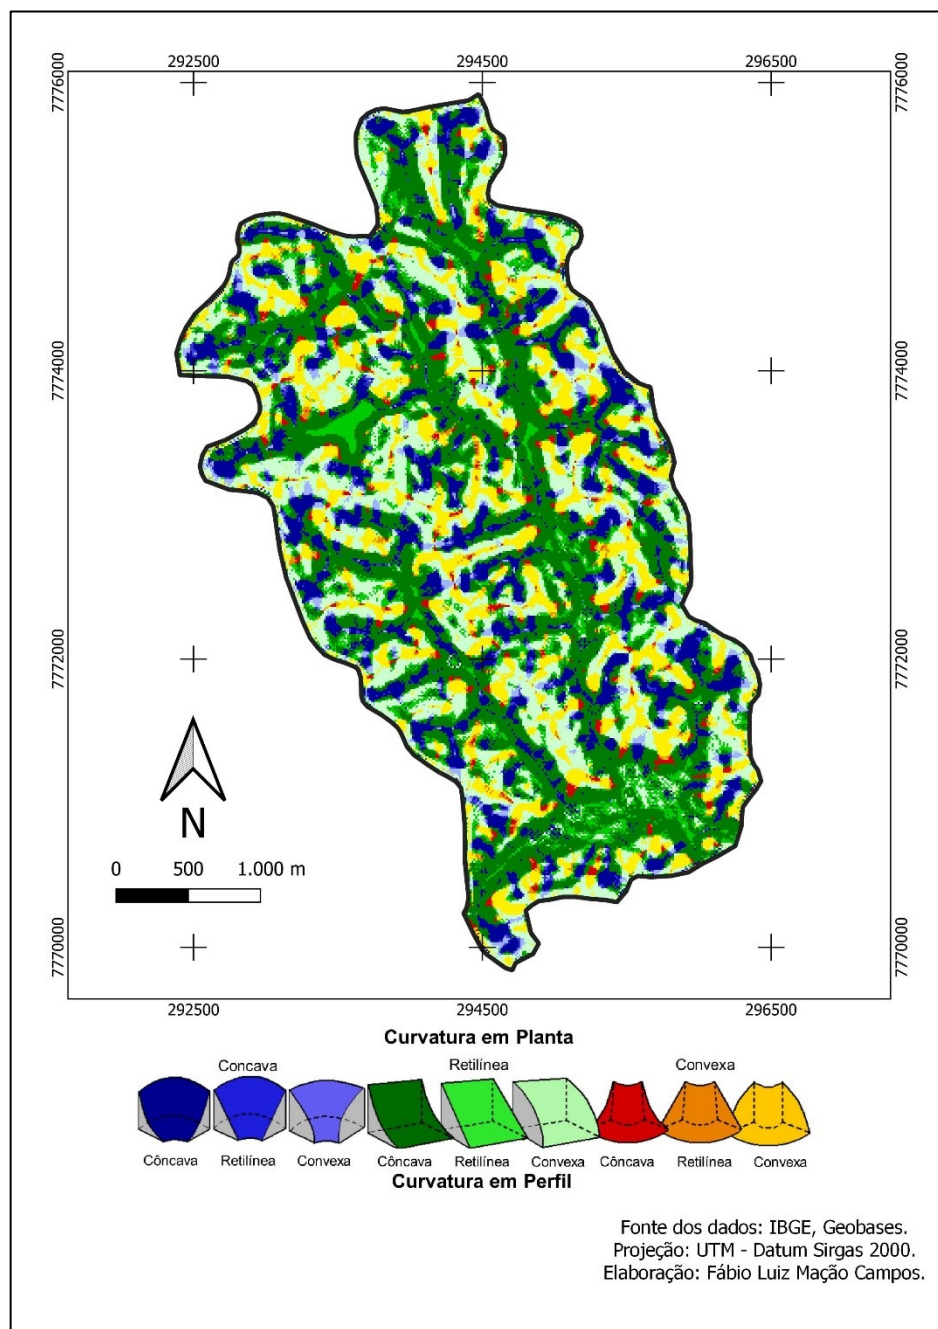 292500 294500 296500
7776000 7776000
7774000 7774000
7772000 7772000
N
0 500 1.000 m
7770000 7770000
292500 294500 296500
Curvatura em Planta
Concava Retilínea Convexa
Côncava Retilínea Convexa Côncava Retilínea Convexa Côncava Retilínea Convexa
Curvatura em Perfil
Fonte dos dados: IBGE, Geobases.
Projeção: UTM - Datum Sirgas 2000.
Elaboração: Fábio Luiz Mação Campos.